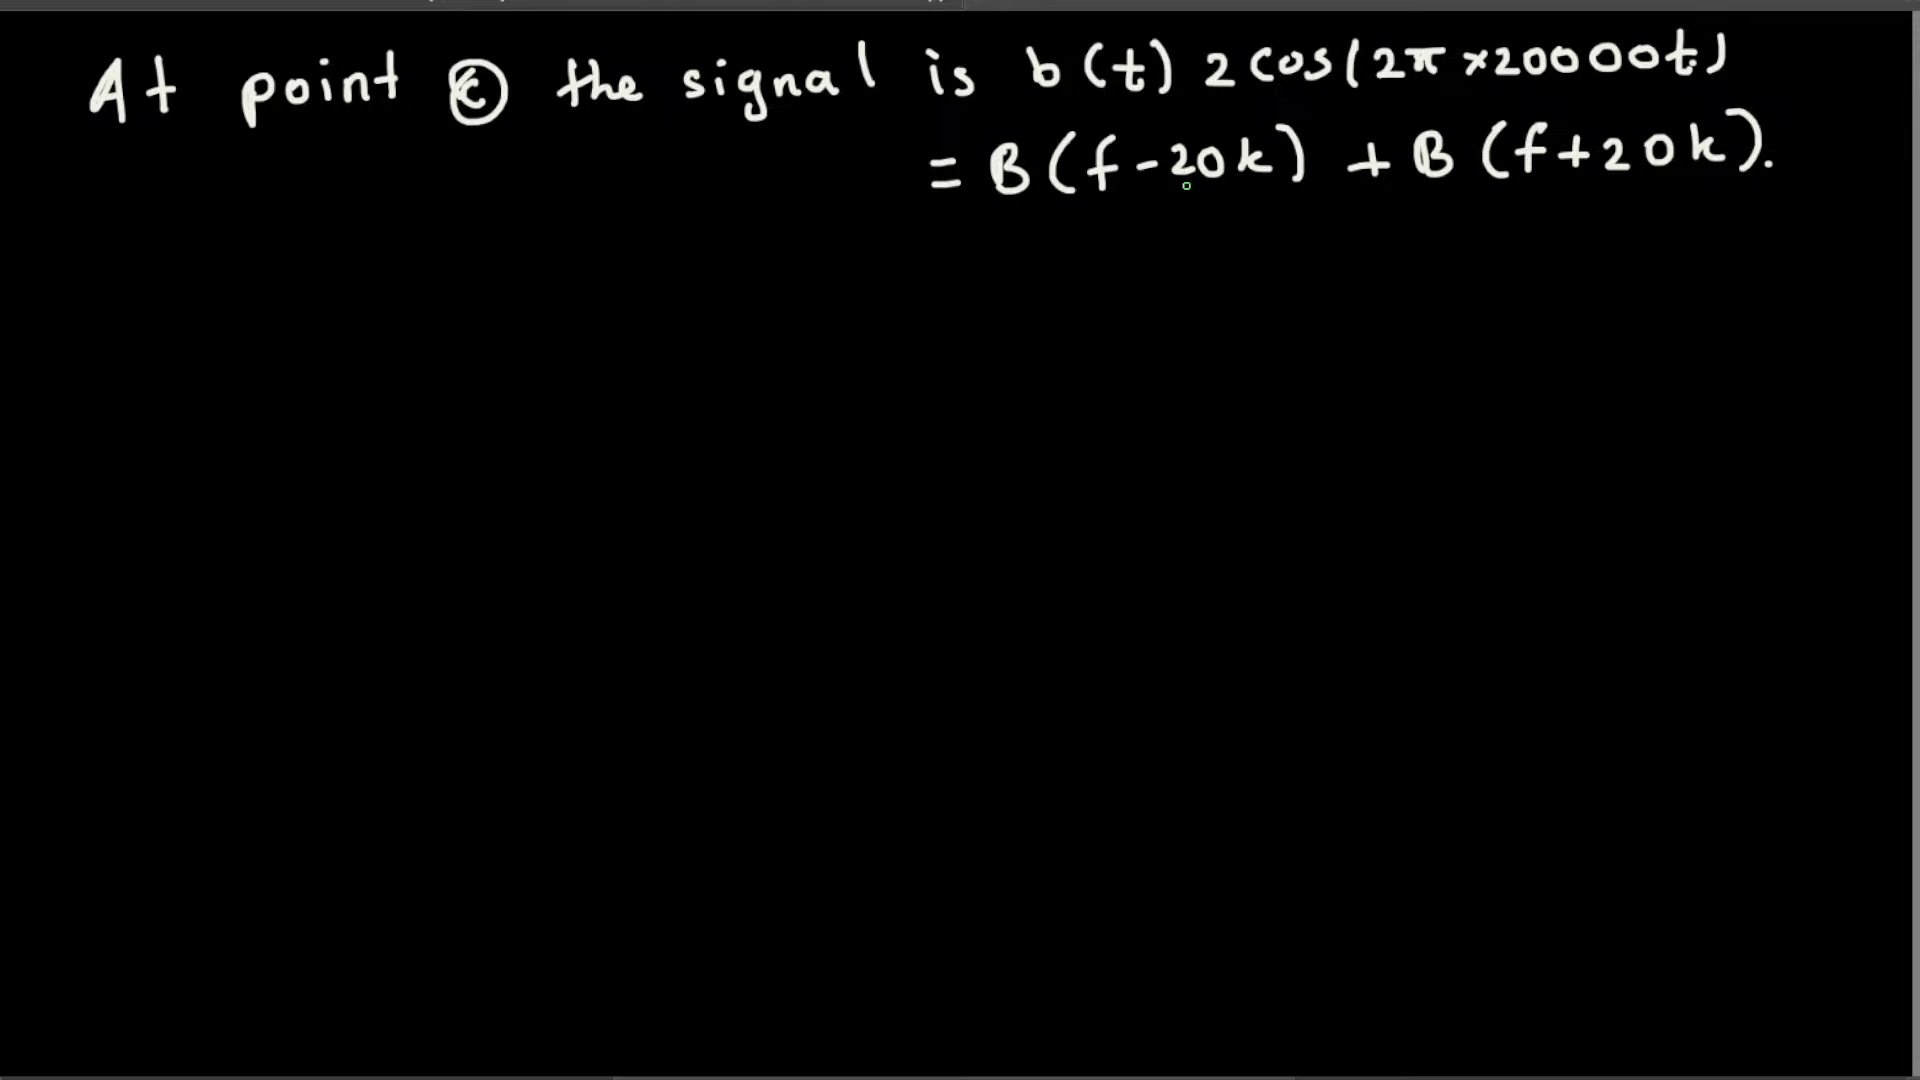 At point ⓒ the signal is b(t) 2cos(2π×20000t)
= B(f-20k) + B(f+20k).